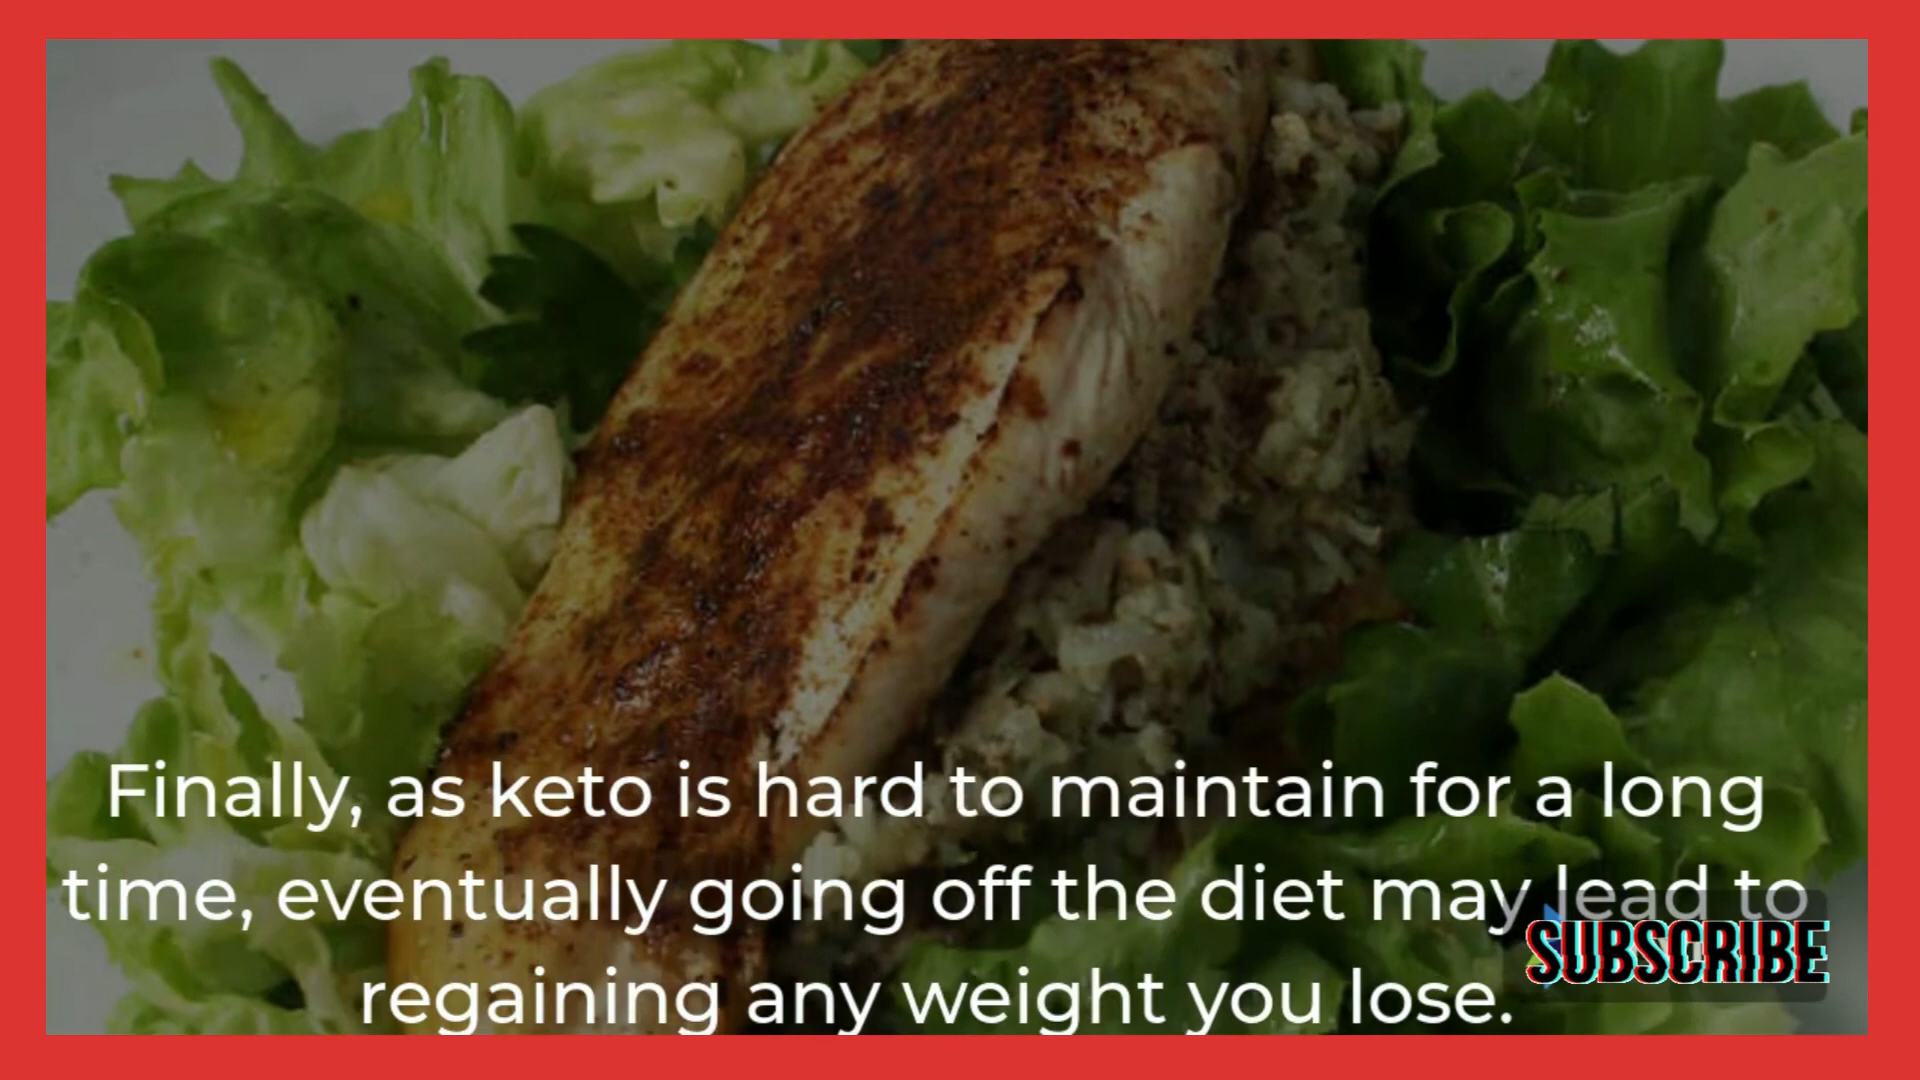 Finally, as keto is hard to maintain for a long
time, eventually going off the diet may lead to
SUBSCRIBE
regaining any weight you lose.